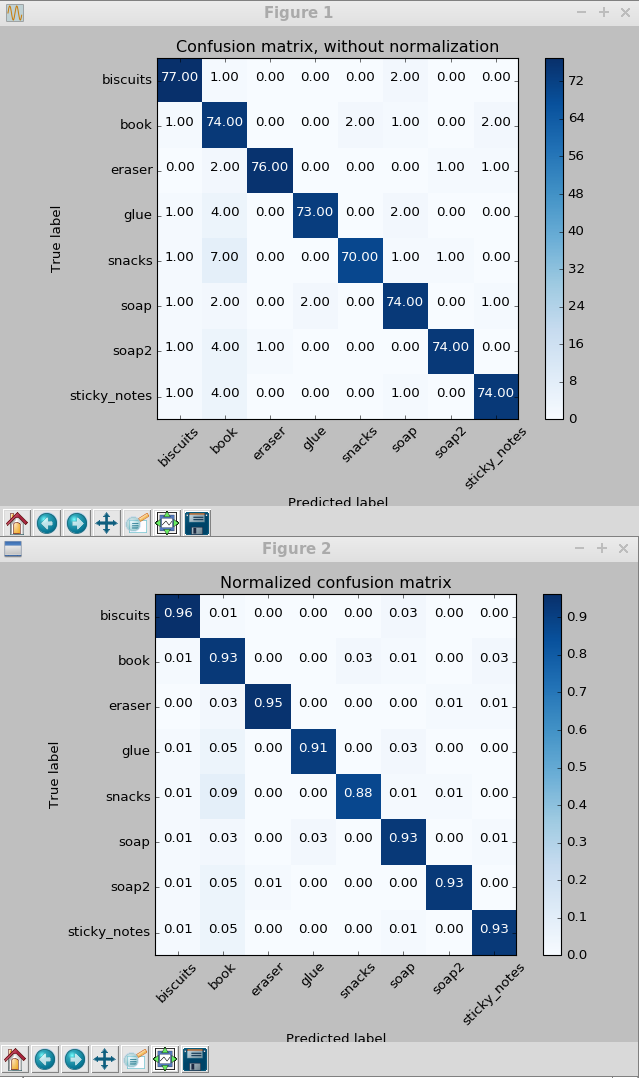 Figure 1
Confusion matrix, without normalization
biscuits 77.00 1.00 0.00 0.00 0.00 2.00 0.00 0.00
book 1.00 74.00 0.00 0.00 2.00 1.00 0.00 2.00
eraser 0.00 2.00 76.00 0.00 0.00 0.00 1.00 1.00
glue 1.00 4.00 0.00 73.00 0.00 2.00 0.00 0.00
snacks 1.00 7.00 0.00 0.00 70.00 1.00 1.00 0.00
soap 1.00 2.00 0.00 2.00 0.00 74.00 0.00 1.00
soap2 1.00 4.00 1.00 0.00 0.00 0.00 74.00 0.00
sticky_notes 1.00 4.00 0.00 0.00 0.00 1.00 0.00 74.00
True label
biscuits book eraser glue snacks soap soap2 sticky_notes
Predicted label
72
64
56
48
40
32
24
16
8
0
Figure 2
Normalized confusion matrix
biscuits 0.96 0.01 0.00 0.00 0.00 0.03 0.00 0.00
book 0.01 0.93 0.00 0.00 0.03 0.01 0.00 0.03
eraser 0.00 0.03 0.95 0.00 0.00 0.00 0.01 0.01
glue 0.01 0.05 0.00 0.91 0.00 0.03 0.00 0.00
snacks 0.01 0.09 0.00 0.00 0.88 0.01 0.01 0.00
soap 0.01 0.03 0.00 0.03 0.00 0.93 0.00 0.01
soap2 0.01 0.05 0.01 0.00 0.00 0.00 0.93 0.00
sticky_notes 0.01 0.05 0.00 0.00 0.00 0.01 0.00 0.93
True label
biscuits book eraser glue snacks soap soap2 sticky_notes
Predicted label
0.9
0.8
0.7
0.6
0.5
0.4
0.3
0.2
0.1
0.0